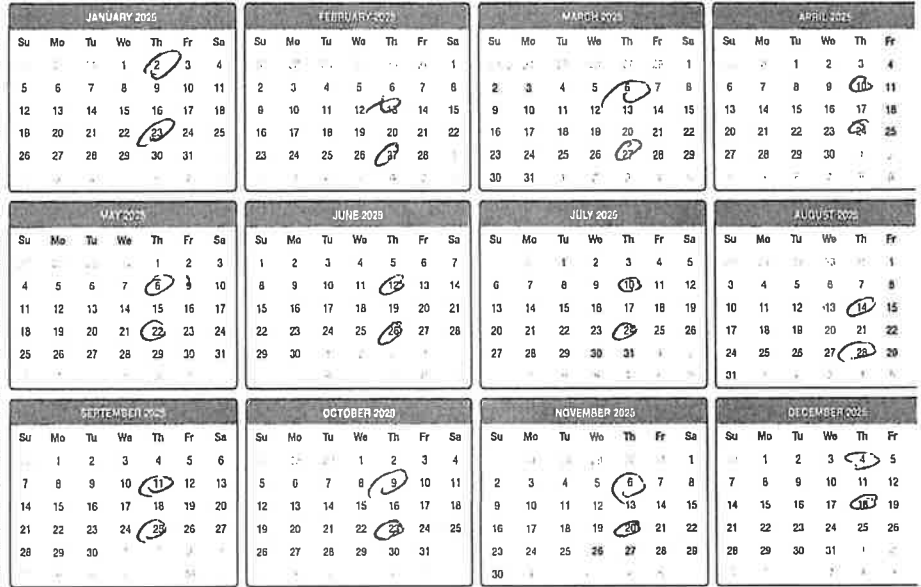 JANUARY 2025
Su Mo Tu We Th Fr Sa
1 2 3 4
5 6 7 8 9 10 11
12 13 14 15 16 17 18
19 20 21 22 23 24 25
26 27 28 29 30 31
FEBRUARY 2025
Su Mo Tu We Th Fr Sa
1
2 3 4 5 6 7 8
9 10 11 12 13 14 15
16 17 18 19 20 21 22
23 24 25 26 27 28
MARCH 2025
Su Mo Tu We Th Fr Sa
1
2 3 4 5 6 7 8
9 10 11 12 13 14 15
16 17 18 19 20 21 22
23 24 25 26 27 28 29
30 31
APRIL 2025
Su Mo Tu We Th Fr
1 2 3 4
6 7 8 9 10 11
13 14 15 16 17 18
20 21 22 23 24 25
27 28 29 30
MAY 2025
Su Mo Tu We Th Fr Sa
1 2 3
4 5 6 7 8 9 10
11 12 13 14 15 16 17
18 19 20 21 22 23 24
25 26 27 28 29 30 31
JUNE 2025
Su Mo Tu We Th Fr Sa
1 2 3 4 5 6 7
8 9 10 11 12 13 14
15 16 17 18 19 20 21
22 23 24 25 26 27 28
29 30
JULY 2025
Su Mo Tu We Th Fr Sa
1 2 3 4 5
6 7 8 9 10 11 12
13 14 15 16 17 18 19
20 21 22 23 24 25 26
27 28 29 30 31
AUGUST 2025
Su Mo Tu We Th Fr
1
3 4 5 6 7 8
10 11 12 13 14 15
17 18 19 20 21 22
24 25 26 27 28 29
31
SEPTEMBER 2025
Su Mo Tu We Th Fr Sa
1 2 3 4 5 6
7 8 9 10 11 12 13
14 15 16 17 18 19 20
21 22 23 24 25 26 27
28 29 30
OCTOBER 2025
Su Mo Tu We Th Fr Sa
1 2 3 4
5 6 7 8 9 10 11
12 13 14 15 16 17 18
19 20 21 22 23 24 25
26 27 28 29 30 31
NOVEMBER 2025
Su Mo Tu We Th Fr Sa
1
2 3 4 5 6 7 8
9 10 11 12 13 14 15
16 17 18 19 20 21 22
23 24 25 26 27 28 29
30
DECEMBER 2025
Su Mo Tu We Th Fr
1 2 3 4 5
7 8 9 10 11 12
14 15 16 17 18 19
21 22 23 24 25 26
28 29 30 31